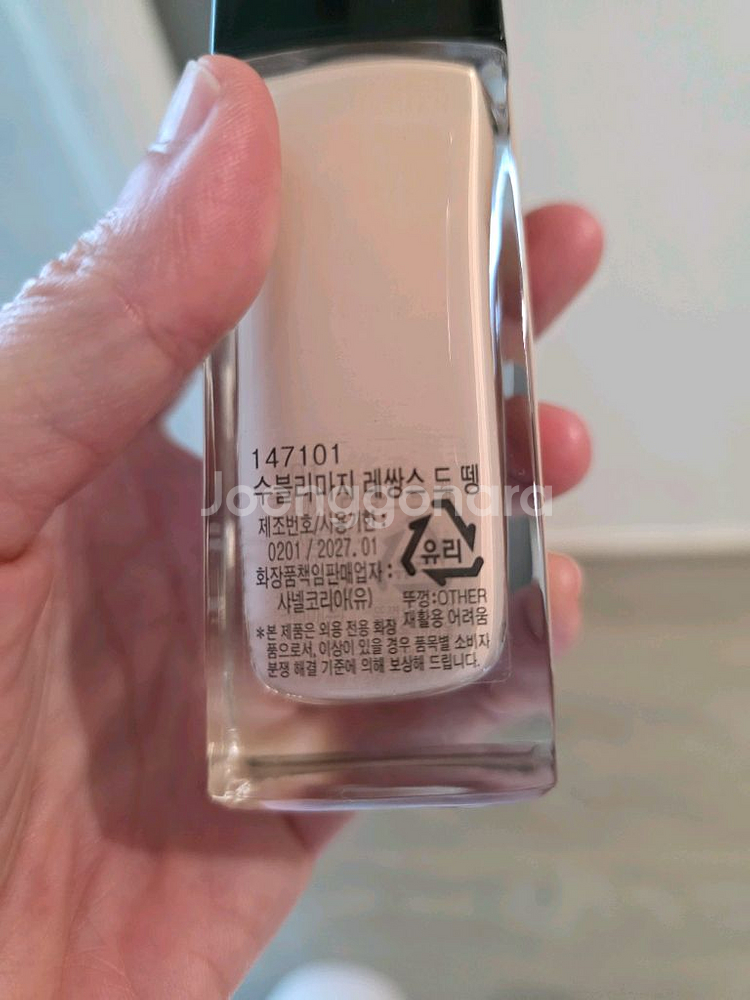 147101
수블리마지 레쌍스 드 뗑
Joonggonara
제조번호/사용기한 :
0201 / 2027.01
유리
화장품책임판매업자 :
샤넬코리아(유)
뚜껑:OTHER
재활용 어려움
*본 제품은 외용 전용 화장
품으로서, 이상이 있을 경우 품목별 소비자
분쟁 해결 기준에 의해 보상해 드립니다.